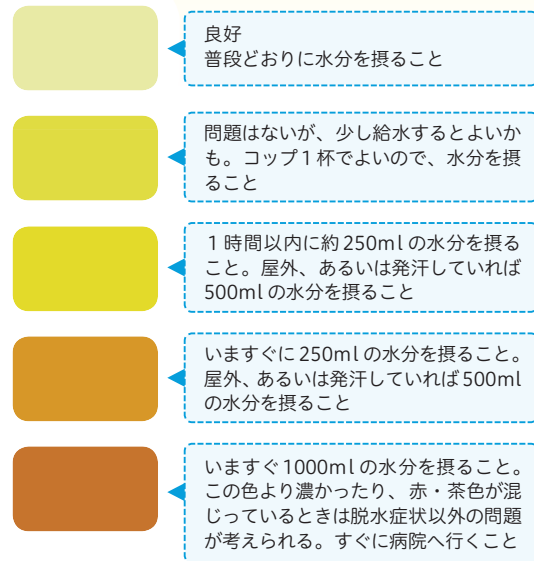 良好
普段どおりに水分を摂ること
問題はないが、少し給水するとよいか
も。コップ１杯でよいので、水分を摂
ること
１時間以内に約250mlの水分を摂る
こと。屋外、あるいは発汗していれば
500mlの水分を摂ること
いますぐに250mlの水分を摂ること。
屋外、あるいは発汗していれば500ml
の水分を摂ること
いますぐ1000mlの水分を摂ること。
この色より濃かったり、赤・茶色が混
じっているときは脱水症状以外の問題
が考えられる。すぐに病院へ行くこと